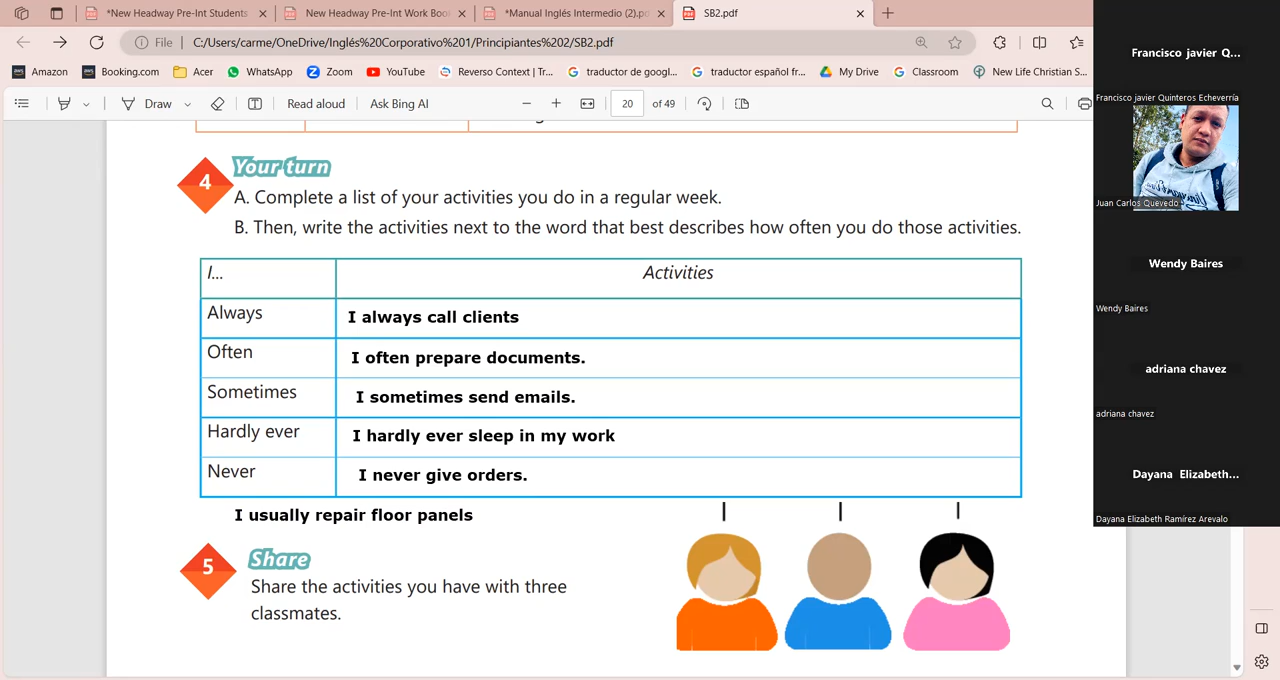 *New Headway Pre-Int Students
New Headway Pre-Int Work Boo
*Manual Inglés Intermedio (2).p
SB2.pdf
File
C:/Users/carme/OneDrive/Inglés%20Corporativo%201/Principiantes%202/SB2.pdf
Amazon
Booking.com
Acer
WhatsApp
Zoom
YouTube
Reverso Context | Tr...
traductor de googl...
traductor español fr...
My Drive
Classroom
New Life Christian S...
Draw
Read aloud
Ask Bing AI
20 of 49
4
Your turn
A. Complete a list of your activities you do in a regular week.
B. Then, write the activities next to the word that best describes how often you do those activities.
I... Activities
Always I always call clients
Often I often prepare documents.
Sometimes I sometimes send emails.
Hardly ever I hardly ever sleep in my work
Never I never give orders.
I usually repair floor panels
5
Share
Share the activities you have with three
classmates.
Francisco javier Q...
Francisco javier Quinteros Echeverría
Juan Carlos Quevedo
Wendy Baires
Wendy Baires
adriana chavez
adriana chavez
Dayana Elizabeth...
Dayana Elizabeth Ramírez Arevalo